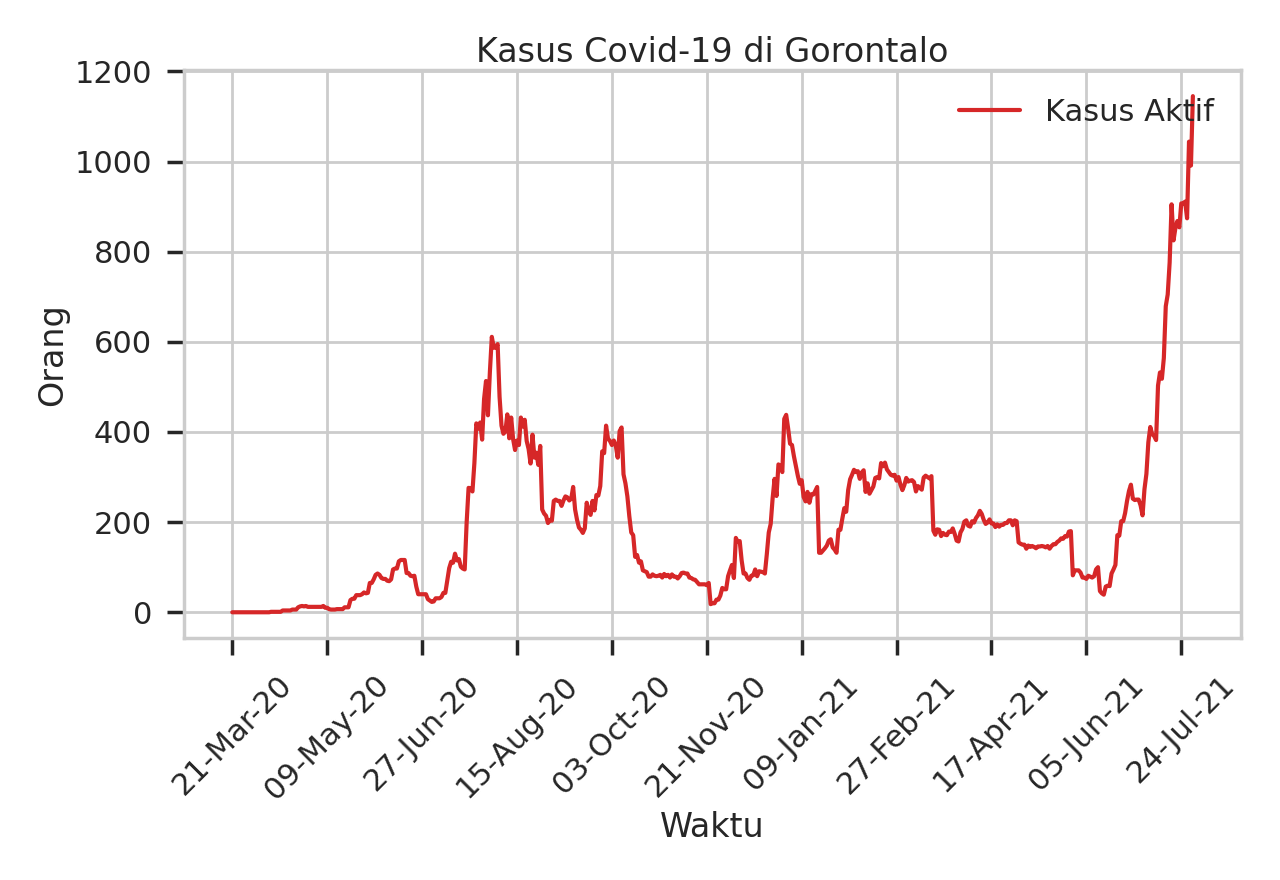 Kasus Covid-19 di Gorontalo
Kasus Aktif
1200
1000
800
600
400
200
0
Orang
21-Mar-20
09-May-20
27-Jun-20
15-Aug-20
03-Oct-20
21-Nov-20
09-Jan-21
27-Feb-21
17-Apr-21
05-Jun-21
24-Jul-21
Waktu